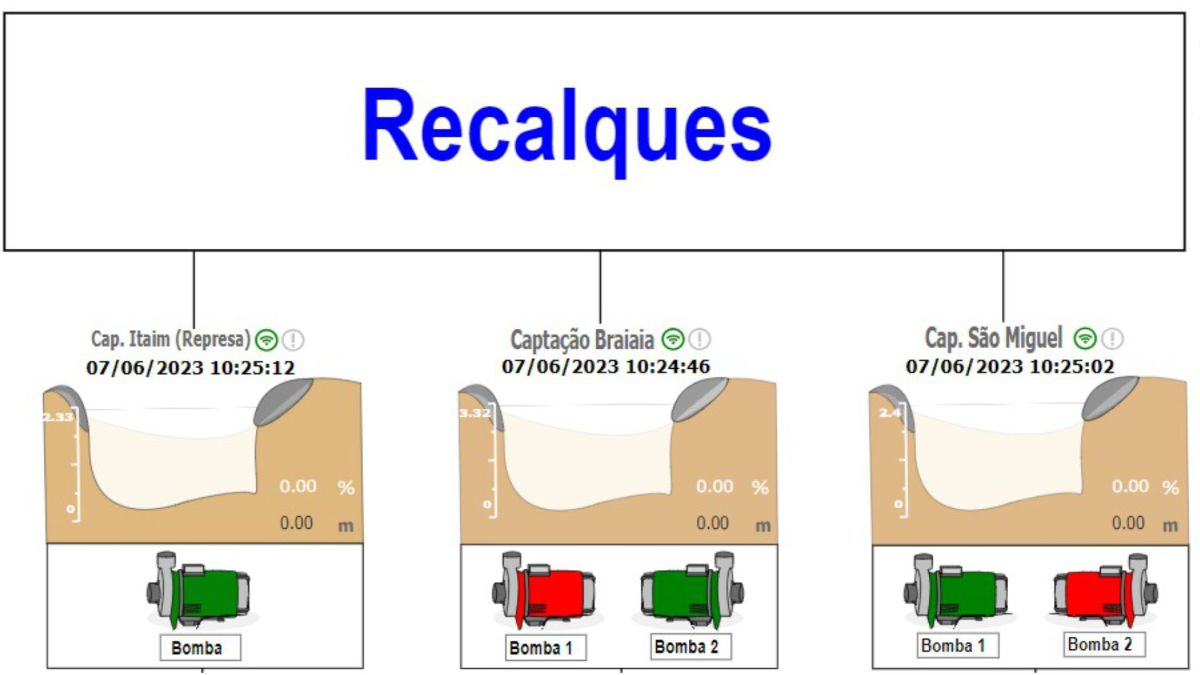 Recalques
Cap. Itaim (Represa)
07/06/2023 10:25:12
2.33
1
0
0.00 %
0.00 m
Bomba
Captação Braiaia
07/06/2023 10:24:46
3.32
0
0.00 %
0.00 m
Bomba 1
Bomba 2
Cap. São Miguel
07/06/2023 10:25:02
2.4
0
0.00 %
0.00 m
Bomba 1
Bomba 2